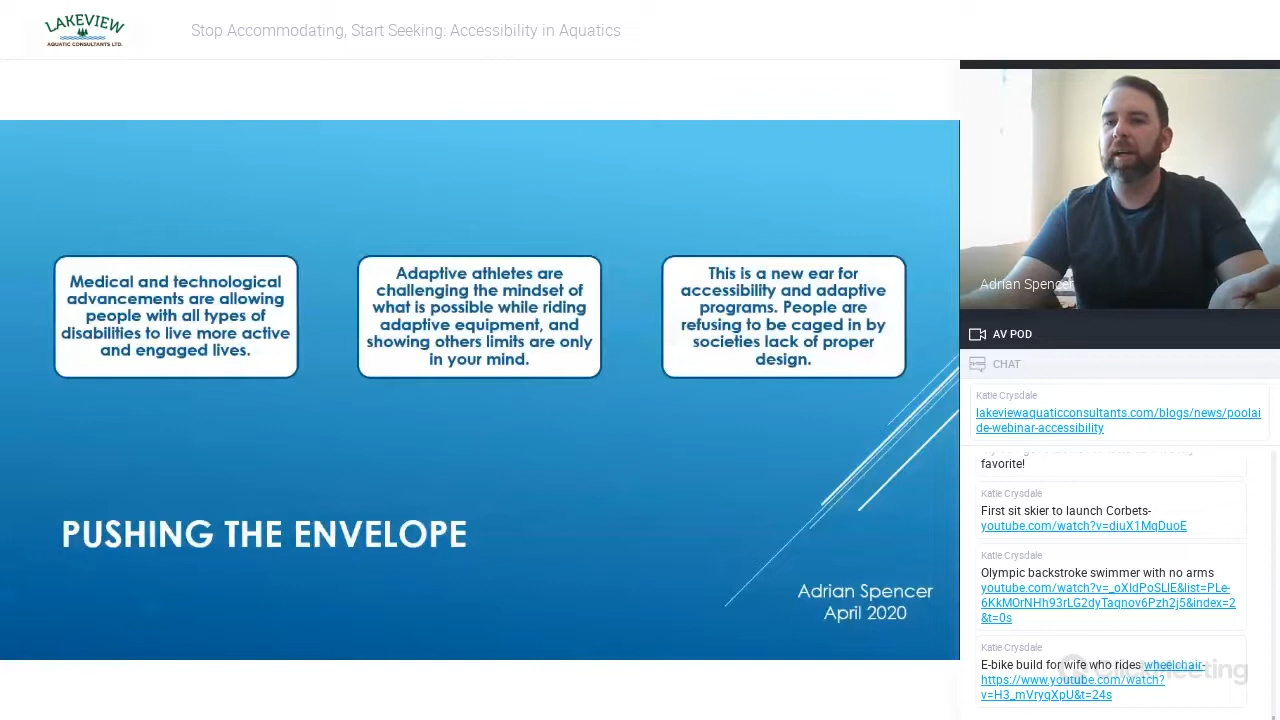 LAKEVIEW
AQUATIC CONSULTANTS LTD.
Stop Accommodating, Start Seeking: Accessibility in Aquatics
Medical and technological
advancements are allowing
people with all types of
disabilities to live more active
and engaged lives.
Adaptive athletes are
challenging the mindset of
what is possible while riding
adaptive equipment, and
showing others limits are only
in your mind.
This is a new ear for
accessibility and adaptive
programs. People are
refusing to be caged in by
societies lack of proper
design.
PUSHING THE ENVELOPE
Adrian Spencer
April 2020
Adrian Spencer
AV POD
CHAT
Katie Crysdale
lakeviewaquaticconsultants.com/blogs/news/poolai
de-webinar-accessibility
favorite!
Katie Crysdale
First sit skier to launch Corbets-
youtube.com/watch?v=diuX1MqDuoE
Katie Crysdale
Olympic backstroke swimmer with no arms
youtube.com/watch?v=_oXIdPoSLlE&list=PLe-
6KkMOrNHh93rLG2dyTaqnov6Pzh2j5&index=2
&t=0s
Katie Crysdale
E-bike build for wife who rides wheelchair-
https://www.youtube.com/watch?
v=H3_mVryqXpU&t=24s
ClickMeeting